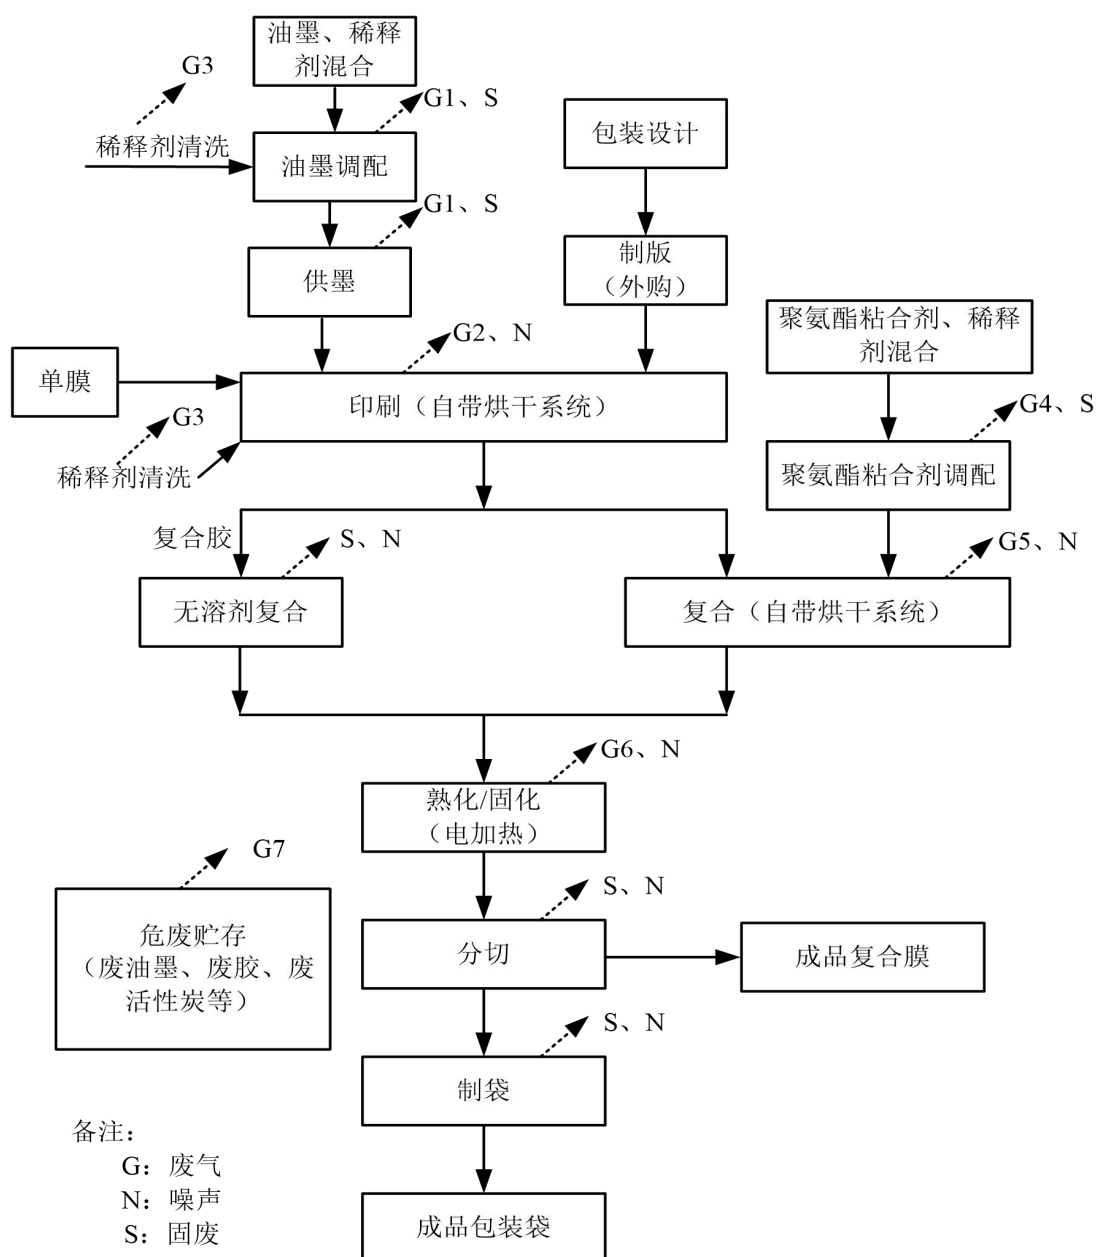 油墨、稀释
剂混合
G3
G1、S
稀释剂清洗
油墨调配
包装设计
G1、S
供墨
制版
（外购）
聚氨酯粘合剂、稀释
剂混合
G2、N
单膜
印刷（自带烘干系统）
G3
G4、S
稀释剂清洗
聚氨酯粘合剂调配
复合胶
S、N
G5、N
无溶剂复合
复合（自带烘干系统）
G6、N
熟化/固化
（电加热）
G7
S、N
危废贮存
（废油墨、废胶、废
活性炭等）
分切
成品复合膜
S、N
制袋
备注：
G：废气
N：噪声
S：固废
成品包装袋